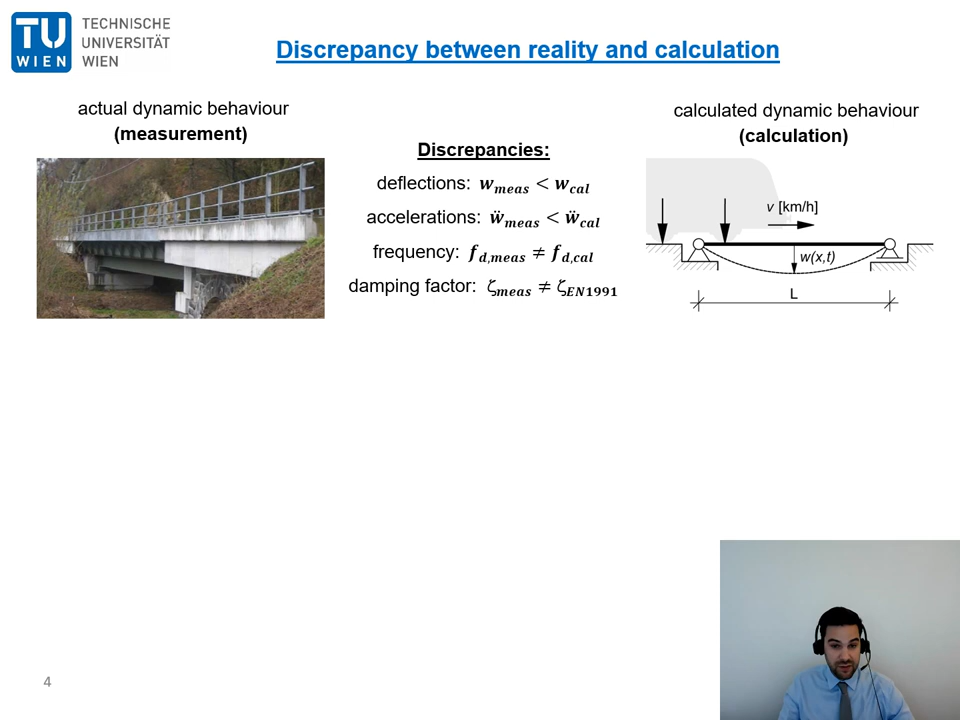 TU
WIEN
TECHNISCHE
UNIVERSITÄT
WIEN
Discrepancy between reality and calculation
actual dynamic behaviour
(measurement)
Discrepancies:
deflections: w_meas < w_cal
accelerations: ẅ_meas < ẅ_cal
frequency: f_d,meas ≠ f_d,cal
damping factor: ζ_meas ≠ ζ_EN1991
calculated dynamic behaviour
(calculation)
v [km/h]
w(x,t)
L
4